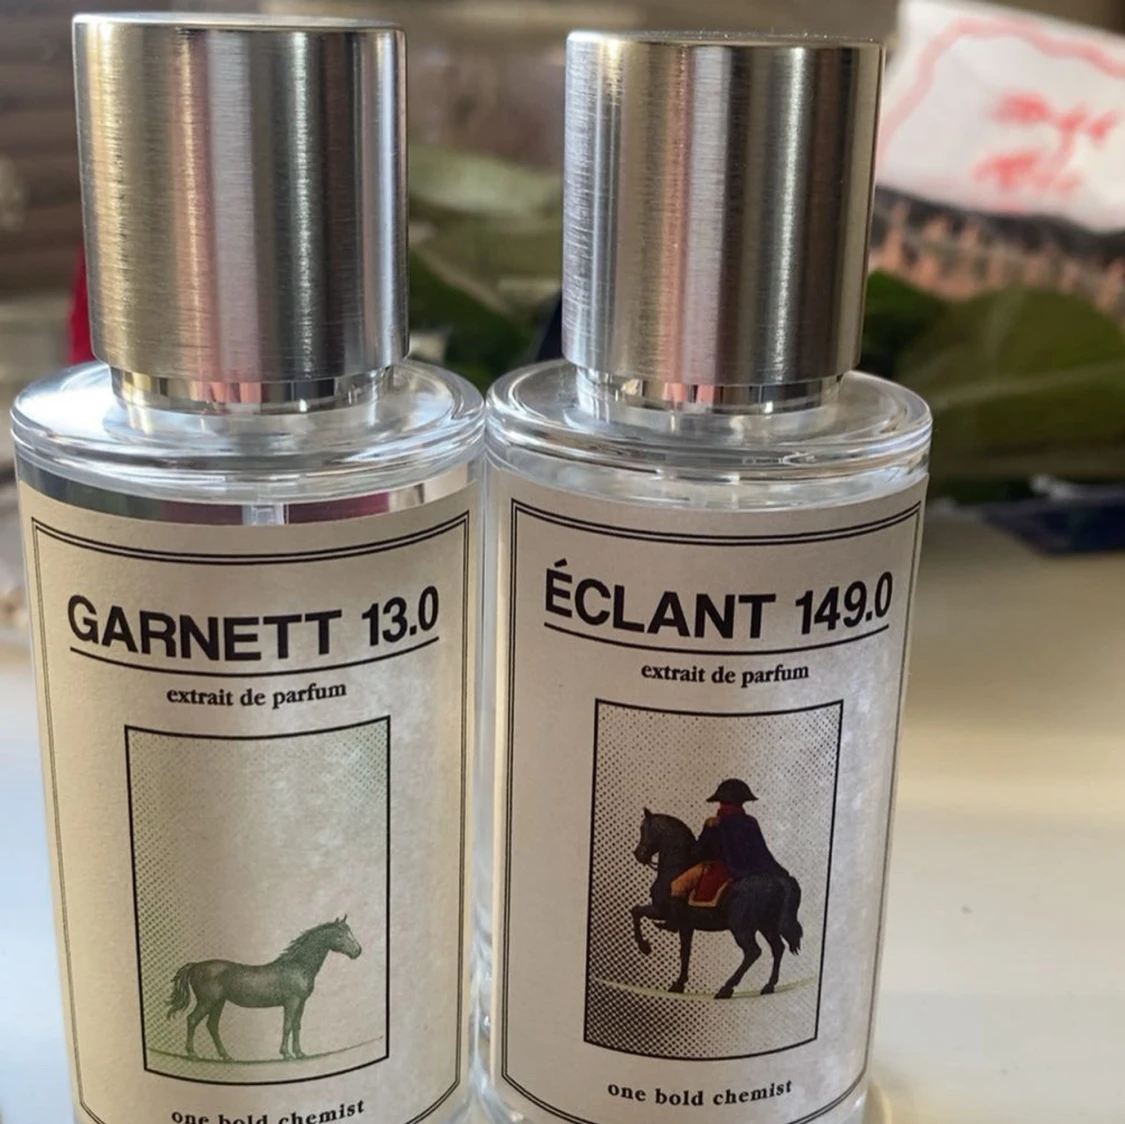 GARNETT 13.0
extrait de parfum
one bold chemist
ÉCLANT 149.0
extrait de parfum
one bold chemist